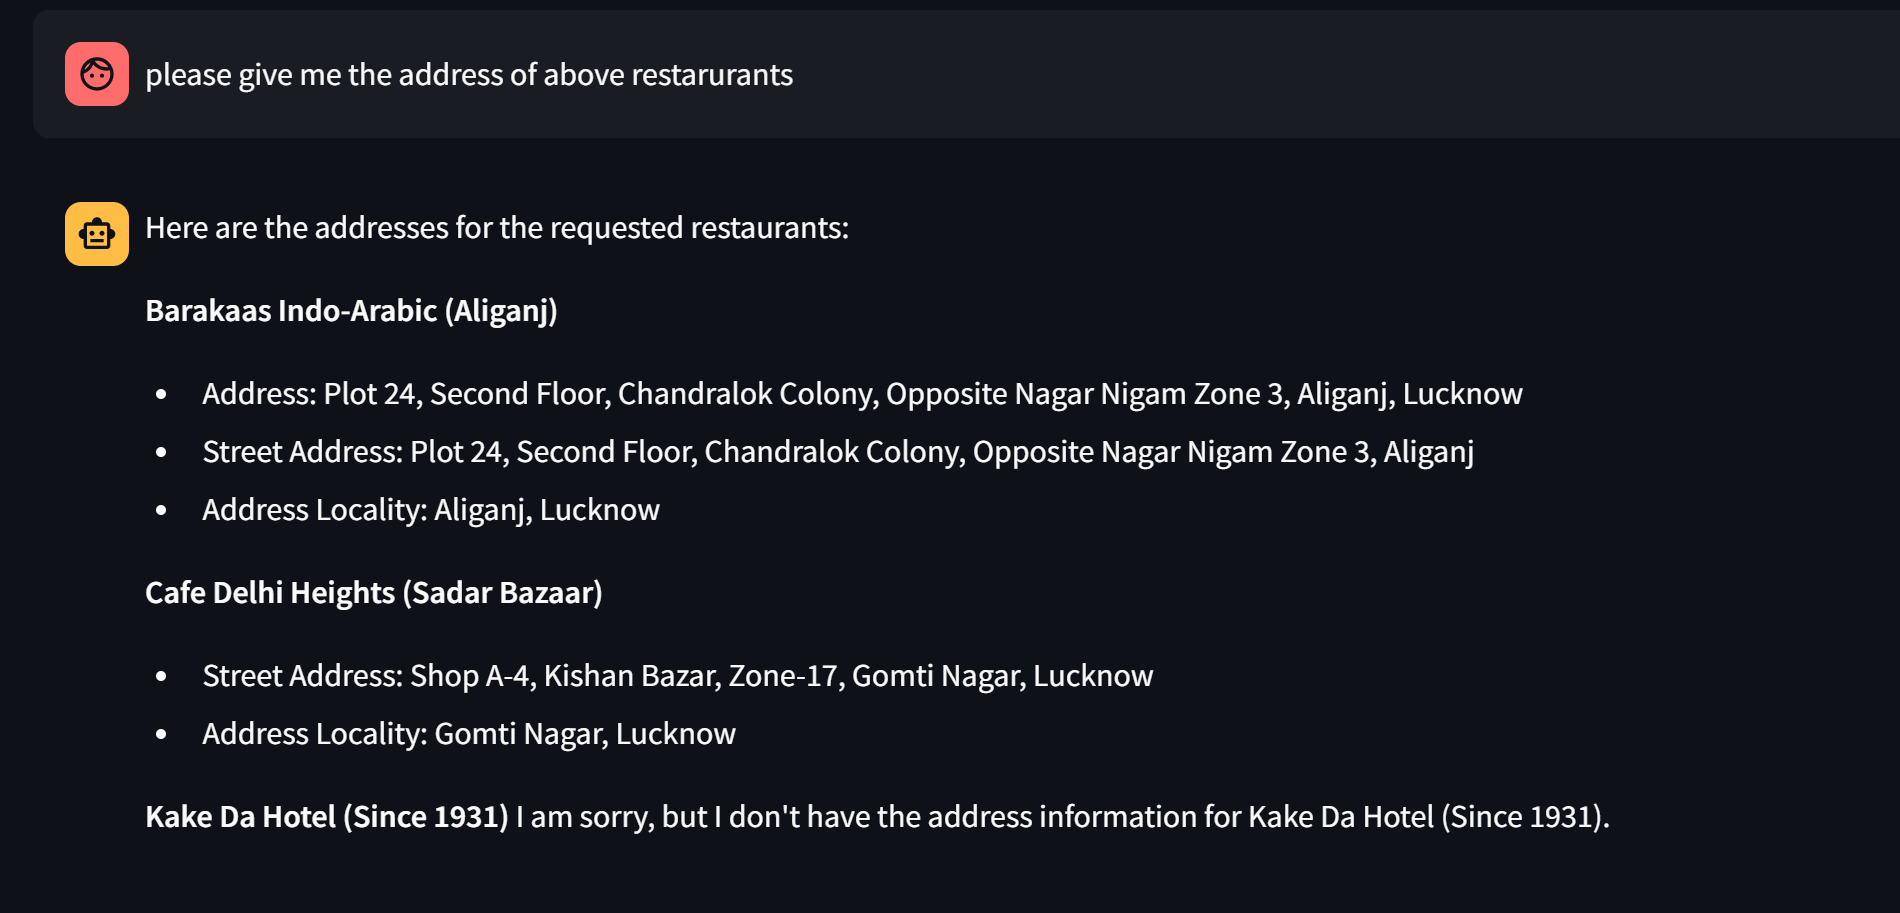 please give me the address of above restarurants
Here are the addresses for the requested restaurants:
Barakaas Indo-Arabic (Aliganj)
• Address: Plot 24, Second Floor, Chandralok Colony, Opposite Nagar Nigam Zone 3, Aliganj, Lucknow
• Street Address: Plot 24, Second Floor, Chandralok Colony, Opposite Nagar Nigam Zone 3, Aliganj
• Address Locality: Aliganj, Lucknow
Cafe Delhi Heights (Sadar Bazaar)
• Street Address: Shop A-4, Kishan Bazar, Zone-17, Gomti Nagar, Lucknow
• Address Locality: Gomti Nagar, Lucknow
Kake Da Hotel (Since 1931) I am sorry, but I don't have the address information for Kake Da Hotel (Since 1931).